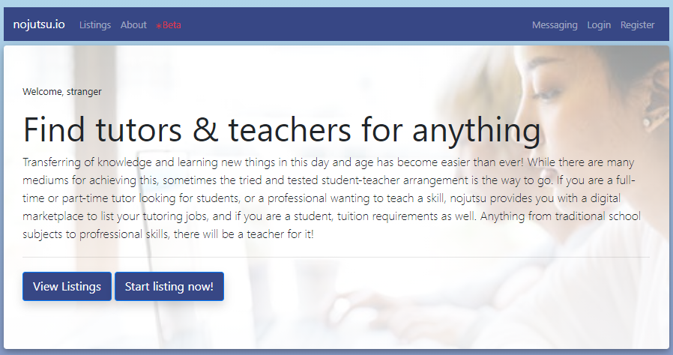 nojutsu.io Listings About •Beta Messaging Login Register
Welcome, stranger
Find tutors & teachers for anything
Transferring of knowledge and learning new things in this day and age has become easier than ever! While there are many
mediums for achieving this, sometimes the tried and tested student-teacher arrangement is the way to go. If you are a full-
time or part-time tutor looking for students, or a professional wanting to teach a skill, nojutsu provides you with a digital
marketplace to list your tutoring jobs, and if you are a student, tuition requirements as well. Anything from traditional school
subjects to profressional skills, there will be a teacher for it!
View Listings Start listing now!